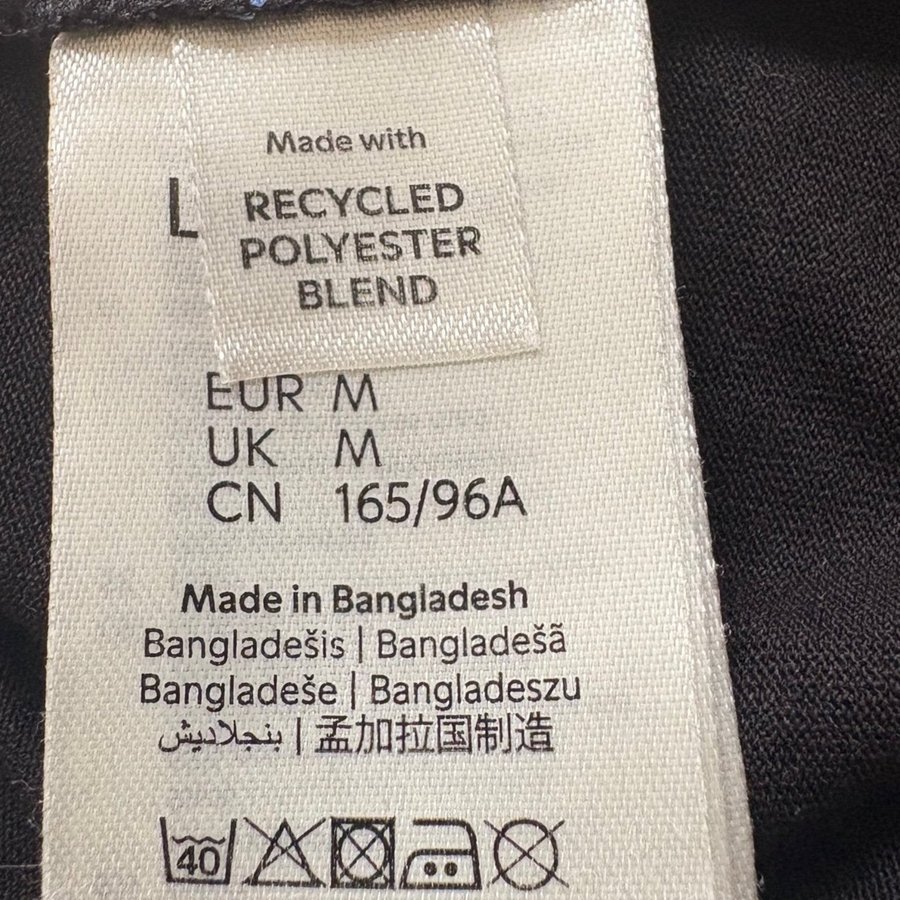 Made with
RECYCLED
POLYESTER
BLEND
L
EUR M
UK M
CN 165/96A
Made in Bangladesh
Bangladešis | Bangladešā
Bangladeše | Bangladeszu
بنجلاديش | 孟加拉国制造
40